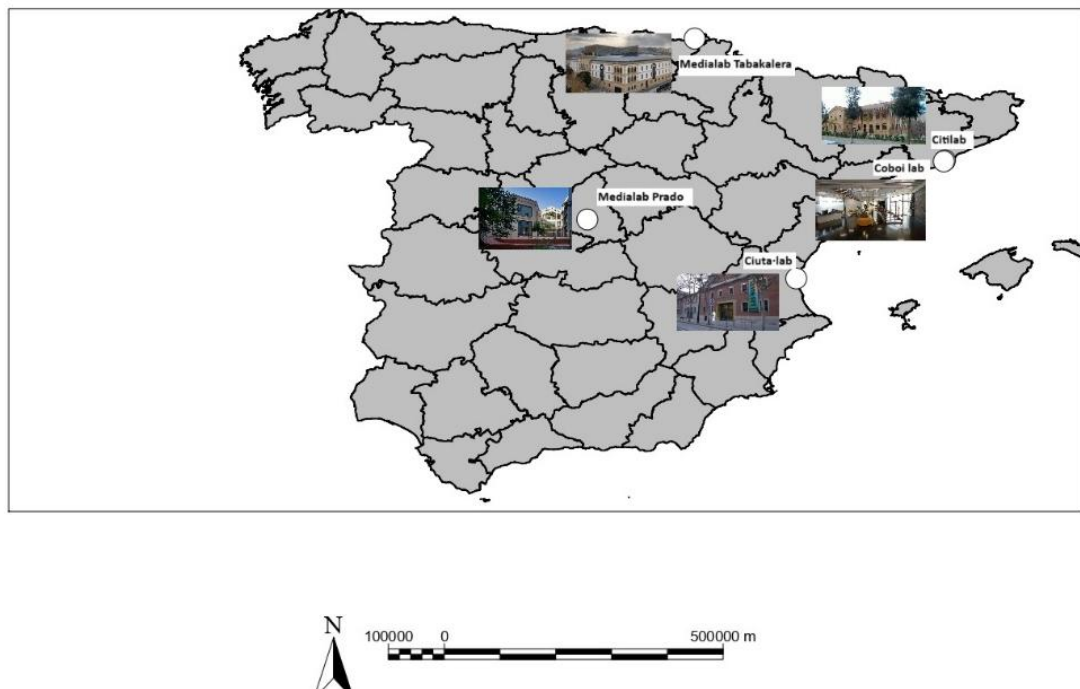 Medialab Tabakalera
Citilab
Coboi lab
Medialab Prado
Ciuta-lab
N
100000 0 500000 m